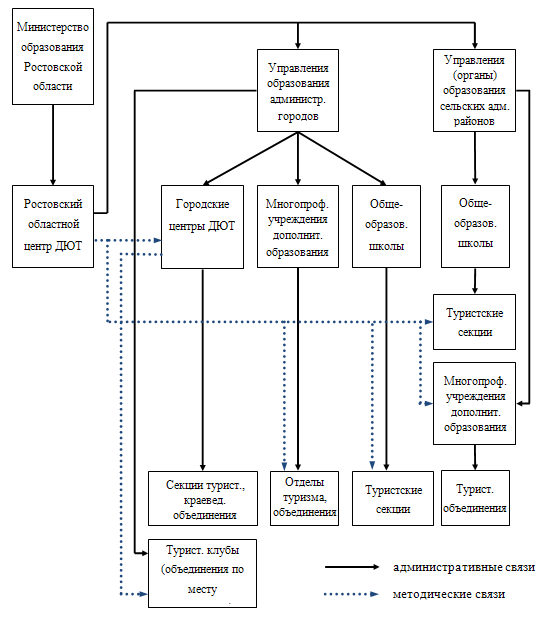 Министерство
образования
Ростовской
области
Управления
образования
администр.
городов
Управления
(органы)
образования
сельских адм.
районов
Ростовский
областной
центр ДЮТ
Городские
центры ДЮТ
Многопроф.
учреждения
дополнит.
образования
Обще-
образов.
школы
Обще-
образов.
школы
Туристские
секции
Многопроф.
учреждения
дополнит.
образования
Секции турист.,
краевед.
объединения
Отделы
туризма,
объединения
Туристские
секции
Турист.
объединения
Турист. клубы
(объединения по
месту
административные связи
методические связи